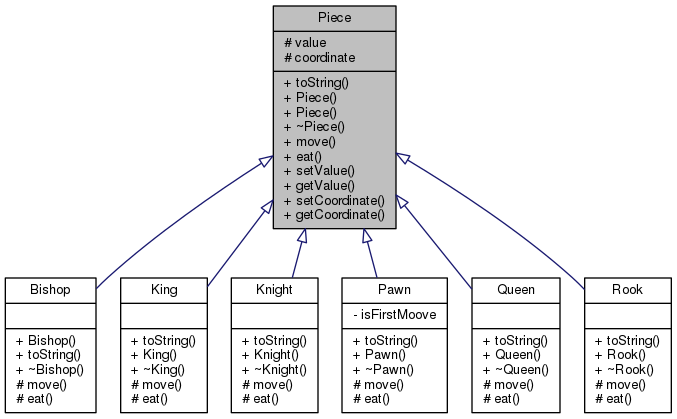 Piece
# value
# coordinate
+ toString()
+ Piece()
+ Piece()
+ ~Piece()
+ move()
+ eat()
+ setValue()
+ getValue()
+ setCoordinate()
+ getCoordinate()
Bishop
+ Bishop()
+ toString()
+ ~Bishop()
# move()
# eat()
King
+ toString()
+ King()
+ ~King()
# move()
# eat()
Knight
+ toString()
+ Knight()
+ ~Knight()
# move()
# eat()
Pawn
- isFirstMoove
+ toString()
+ Pawn()
+ ~Pawn()
# move()
# eat()
Queen
+ toString()
+ Queen()
+ ~Queen()
# move()
# eat()
Rook
+ toString()
+ Rook()
+ ~Rook()
# move()
# eat()